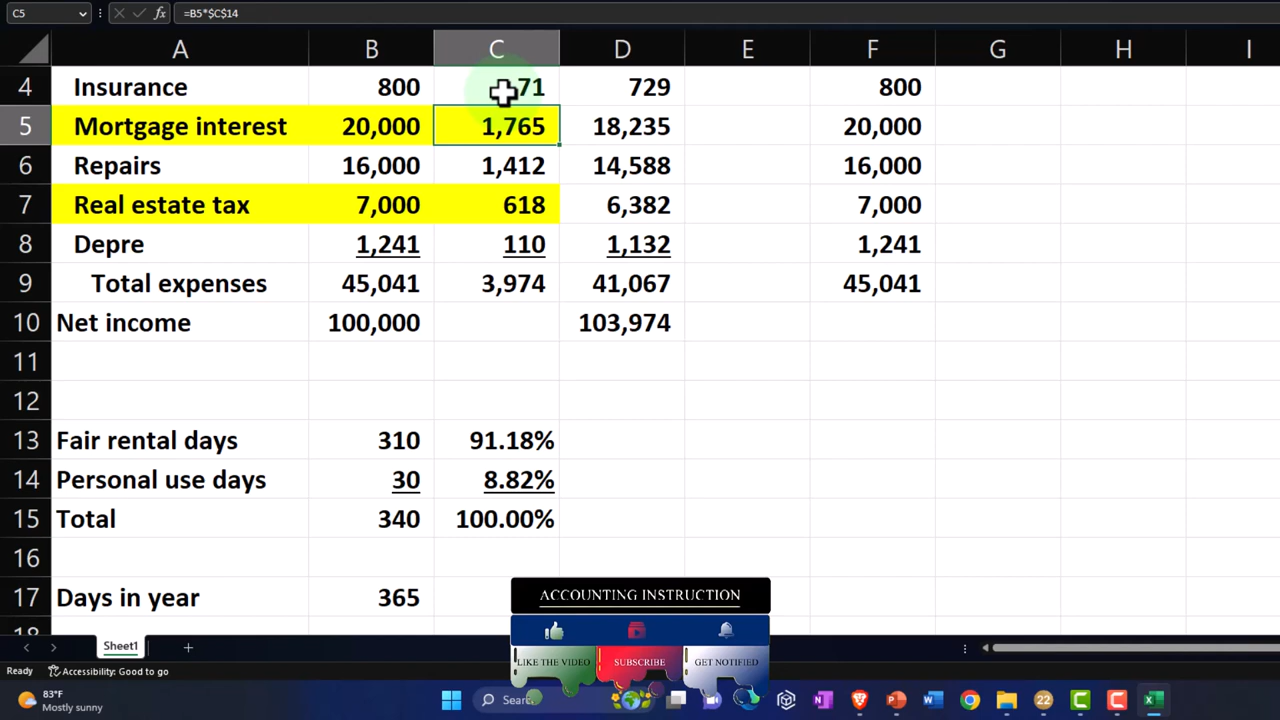 C5 fx =B5*$C$14
A B C D E F G H I
4 Insurance 800 71 729 800
5 Mortgage interest 20,000 1,765 18,235 20,000
6 Repairs 16,000 1,412 14,588 16,000
7 Real estate tax 7,000 618 6,382 7,000
8 Depre 1,241 110 1,132 1,241
9 Total expenses 45,041 3,974 41,067 45,041
10 Net income 100,000 103,974
11
12
13 Fair rental days 310 91.18%
14 Personal use days 30 8.82%
15 Total 340 100.00%
16
17 Days in year 365
ACCOUNTING INSTRUCTION
LIKE THE VIDEO SUBSCRIBE GET NOTIFIED
Sheet1
Ready Accessibility: Good to go
83°F
Mostly sunny
22